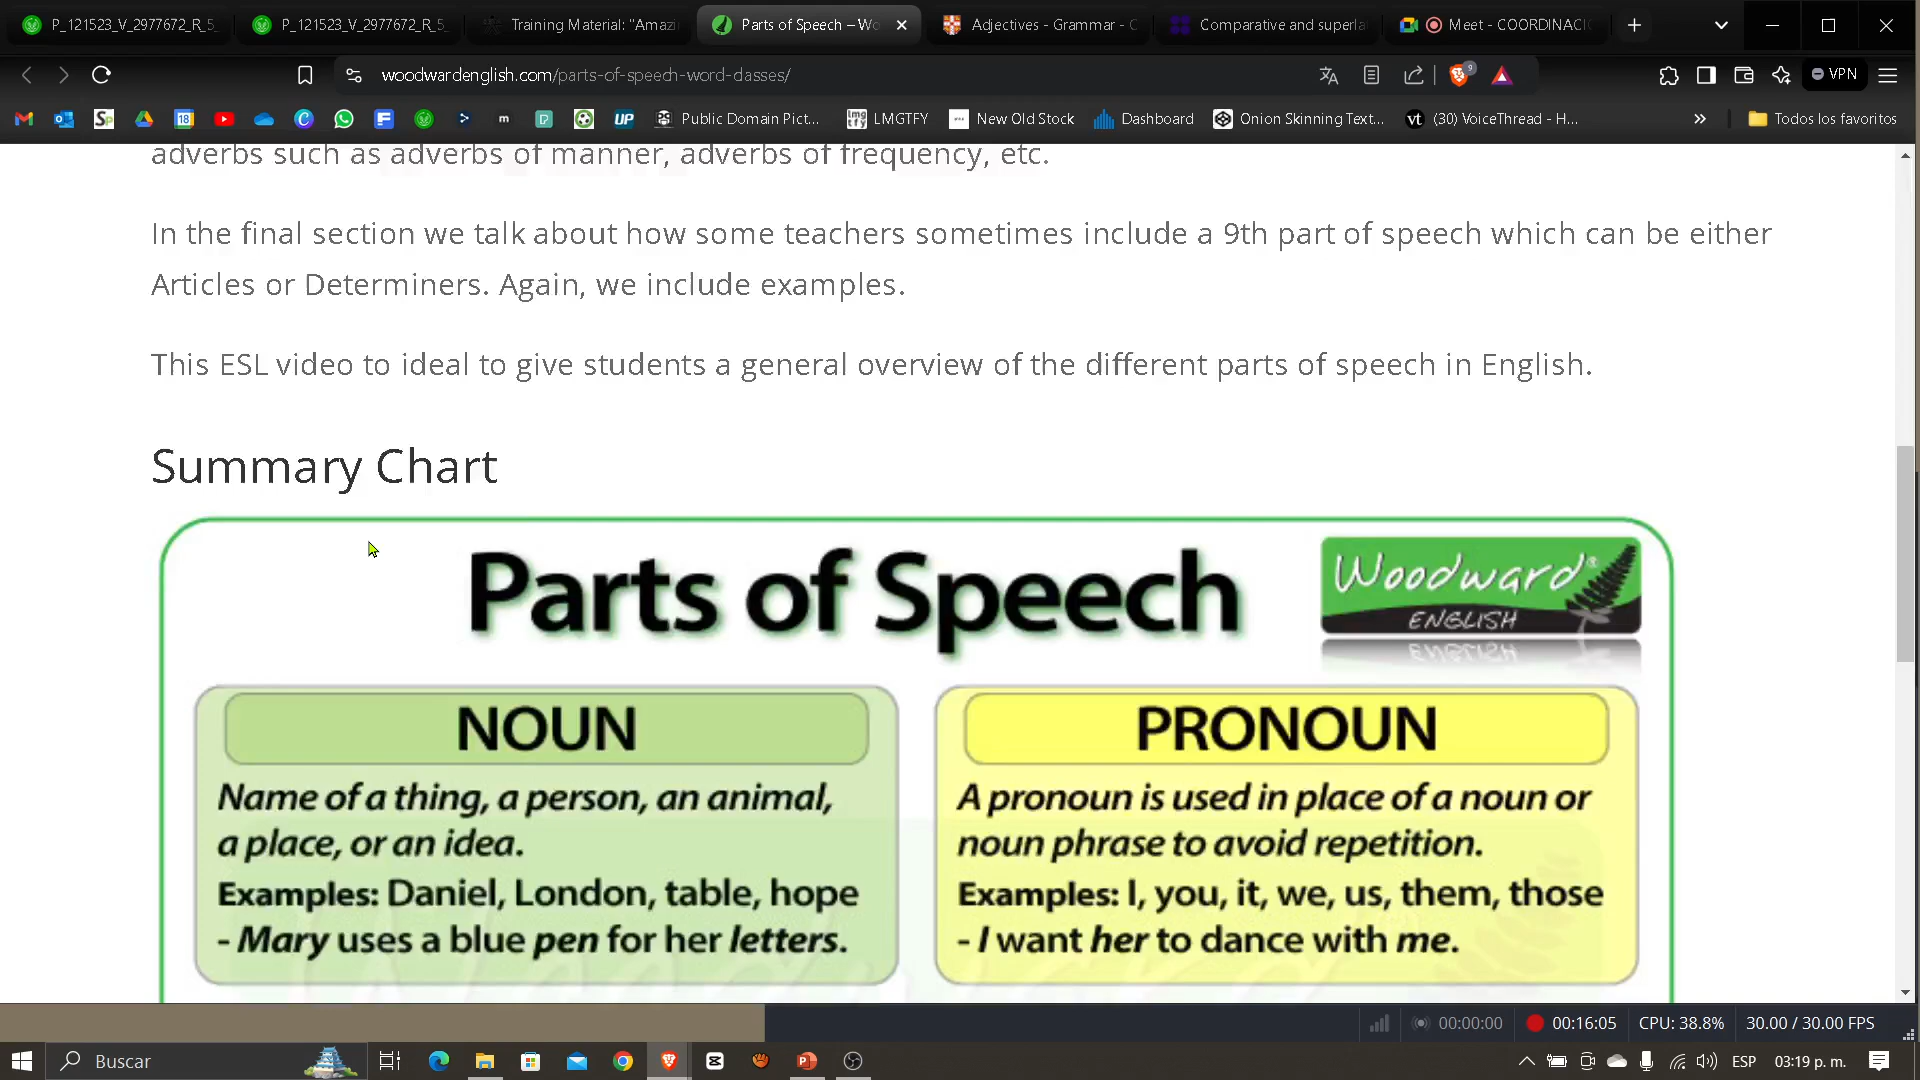 P_121523_V_2977672_R_5_
P_121523_V_2977672_R_5_
Training Material: "Amazi
Parts of Speech – Wo
Adjectives - Grammar - C
Comparative and superla
Meet - COORDINACI
woodwardenglish.com/parts-of-speech-word-classes/
9
VPN
18
UP
Public Domain Pict...
LMGTFY
New Old Stock
Dashboard
Onion Skinning Text...
vt
(30) VoiceThread - H...
Todos los favoritos
adverbs such as adverbs of manner, adverbs of frequency, etc.
In the final section we talk about how some teachers sometimes include a 9th part of speech which can be either
Articles or Determiners. Again, we include examples.
This ESL video to ideal to give students a general overview of the different parts of speech in English.
Summary Chart
Parts of Speech
Woodward®
ENGLISH
NOUN
Name of a thing, a person, an animal,
a place, or an idea.
Examples: Daniel, London, table, hope
- Mary uses a blue pen for her letters.
PRONOUN
A pronoun is used in place of a noun or
noun phrase to avoid repetition.
Examples: I, you, it, we, us, them, those
- I want her to dance with me.
00:00:00
00:16:05
CPU: 38.8%
30.00 / 30.00 FPS
Buscar
ESP
03:19 p. m.